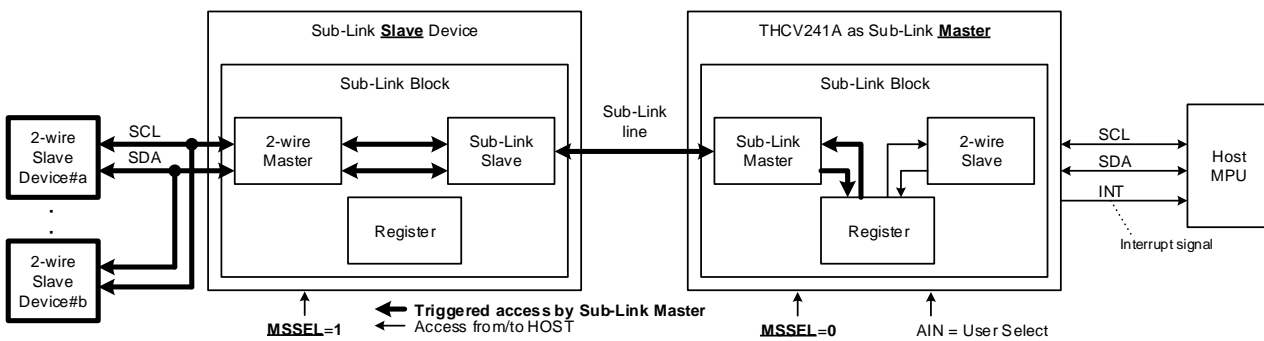 Sub-Link Slave Device
THCV241A as Sub-Link Master
Sub-Link Block
Sub-Link Block
2-wire
Slave
Device#a
SCL
SDA
2-wire
Master
Sub-Link
Slave
Sub-Link
line
Sub-Link
Master
2-wire
Slave
SCL
SDA
INT
Host
MPU
Interrupt signal
.
.
.
2-wire
Slave
Device#b
Register
Register
MSSEL=1
Triggered access by Sub-Link Master
Access from/to HOST
MSSEL=0
AIN = User Select